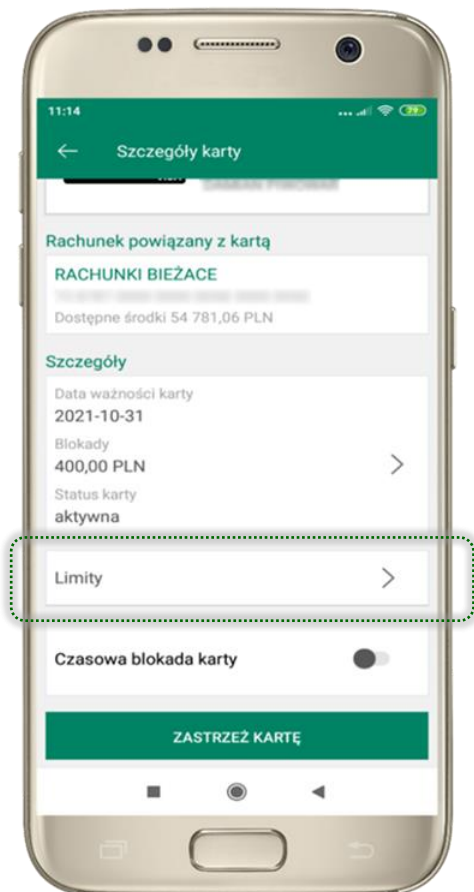 11:14
79
Szczegóły karty
Rachunek powiązany z kartą
RACHUNKI BIEŻACE
Dostępne środki 54 781,06 PLN
Szczegóły
Data ważności karty
2021-10-31
Blokady
400,00 PLN
Status karty
aktywna
Limity
Czasowa blokada karty
ZASTRZEŻ KARTĘ